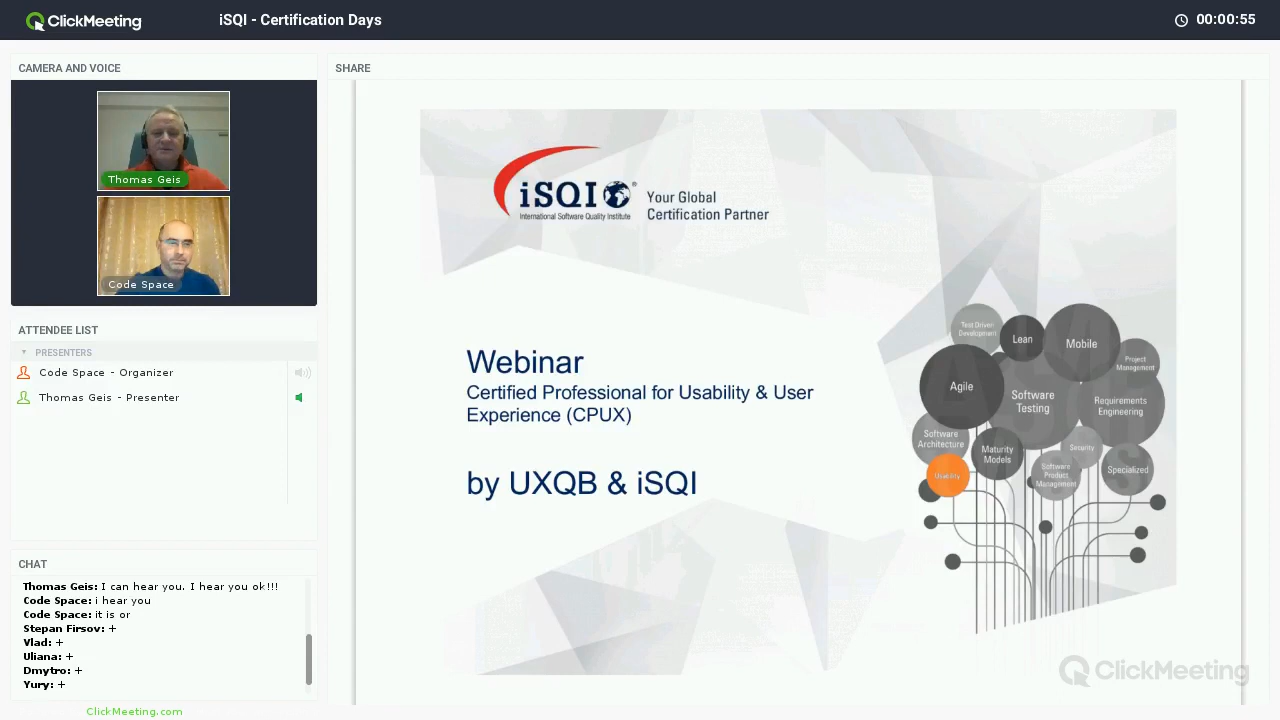 ClickMeeting
iSQI - Certification Days
00:00:55
CAMERA AND VOICE
Thomas Geis
Code Space
ATTENDEE LIST
PRESENTERS
Code Space - Organizer
Thomas Geis - Presenter
CHAT
Thomas Geis: I can hear you. I hear you ok!!!
Code Space: i hear you
Code Space: it is or
Stepan Firsov: +
Vlad: +
Uliana: +
Dmytro: +
Yury: +
ClickMeeting.com
SHARE
iSQI®
International Software Quality Institute
Your Global
Certification Partner
Webinar
Certified Professional for Usability & User
Experience (CPUX)
by UXQB & iSQI
Test Driven
Development
Lean
Mobile
Project
Management
Agile
Software
Testing
Requirements
Engineering
Software
Architecture
Maturity
Models
Security
Usability
Software
Product
Management
Specialized
ClickMeeting